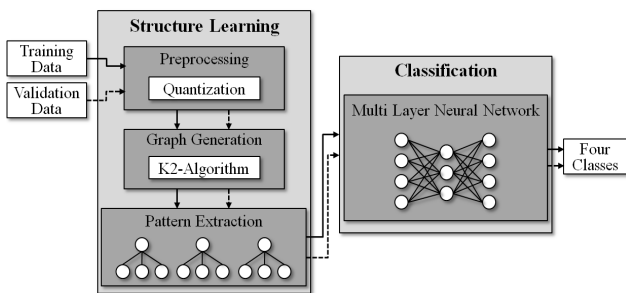 Structure Learning
Training
Data
Validation
Data
Preprocessing
Quantization
Graph Generation
K2-Algorithm
Pattern Extraction
Classification
Multi Layer Neural Network
Four
Classes